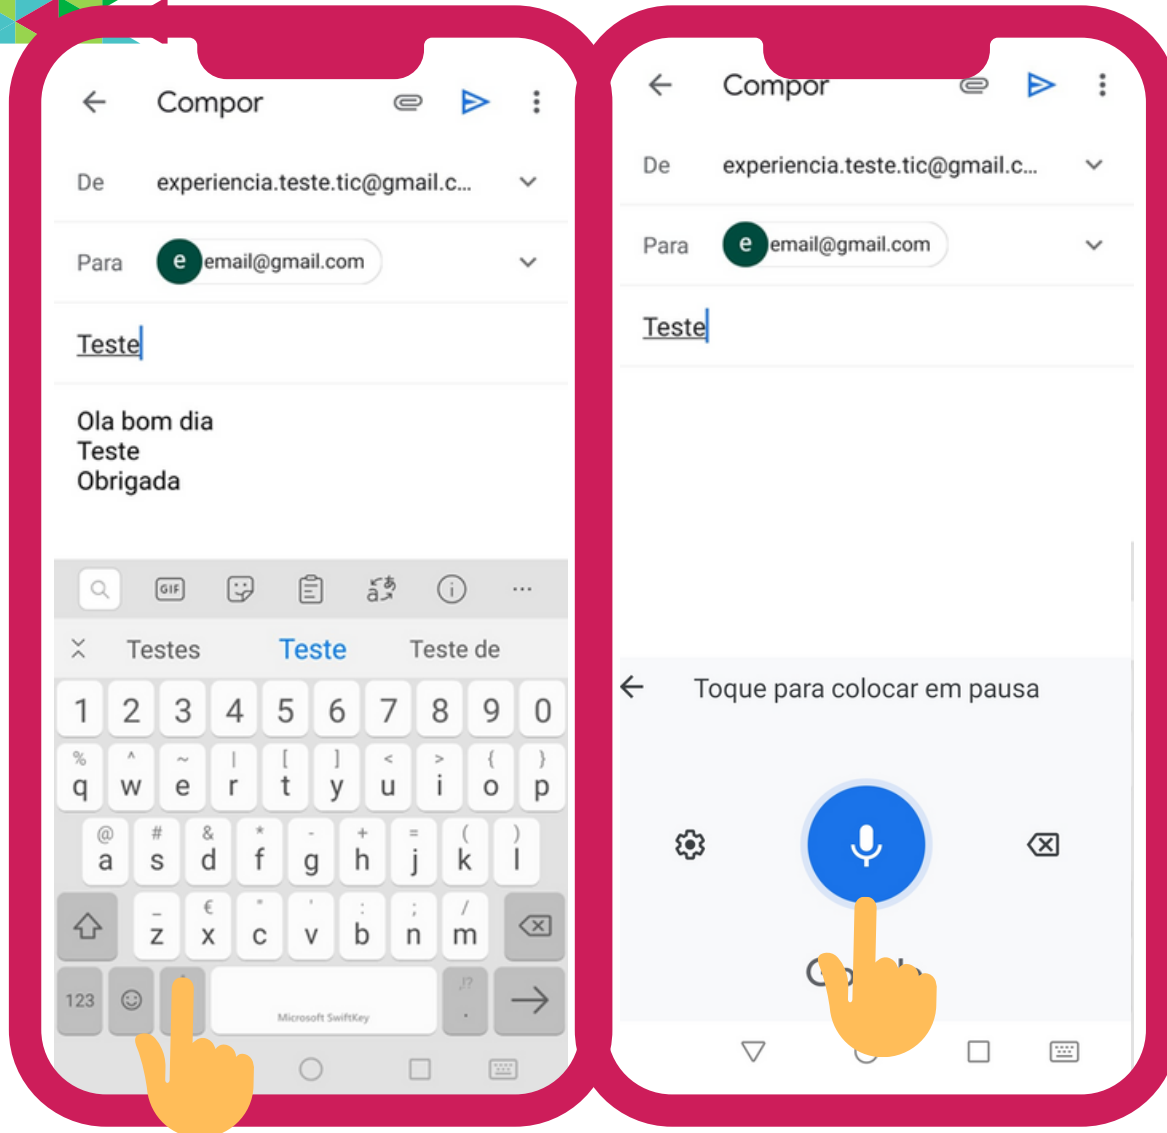 Compor
De experiencia.teste.tic@gmail.c...
Para e email@gmail.com
Teste
Ola bom dia
Teste
Obrigada
GIF
Testes Teste Teste de
1 2 3 4 5 6 7 8 9 0
% ^ ~ | [ ] < > { }
q w e r t y u i o p
@ # & * - + = ( )
a s d f g h j k l
_ € " ' : ; /
z x c v b n m
123 ,!? .
Microsoft SwiftKey
Compor
De experiencia.teste.tic@gmail.c...
Para e email@gmail.com
Teste
Toque para colocar em pausa